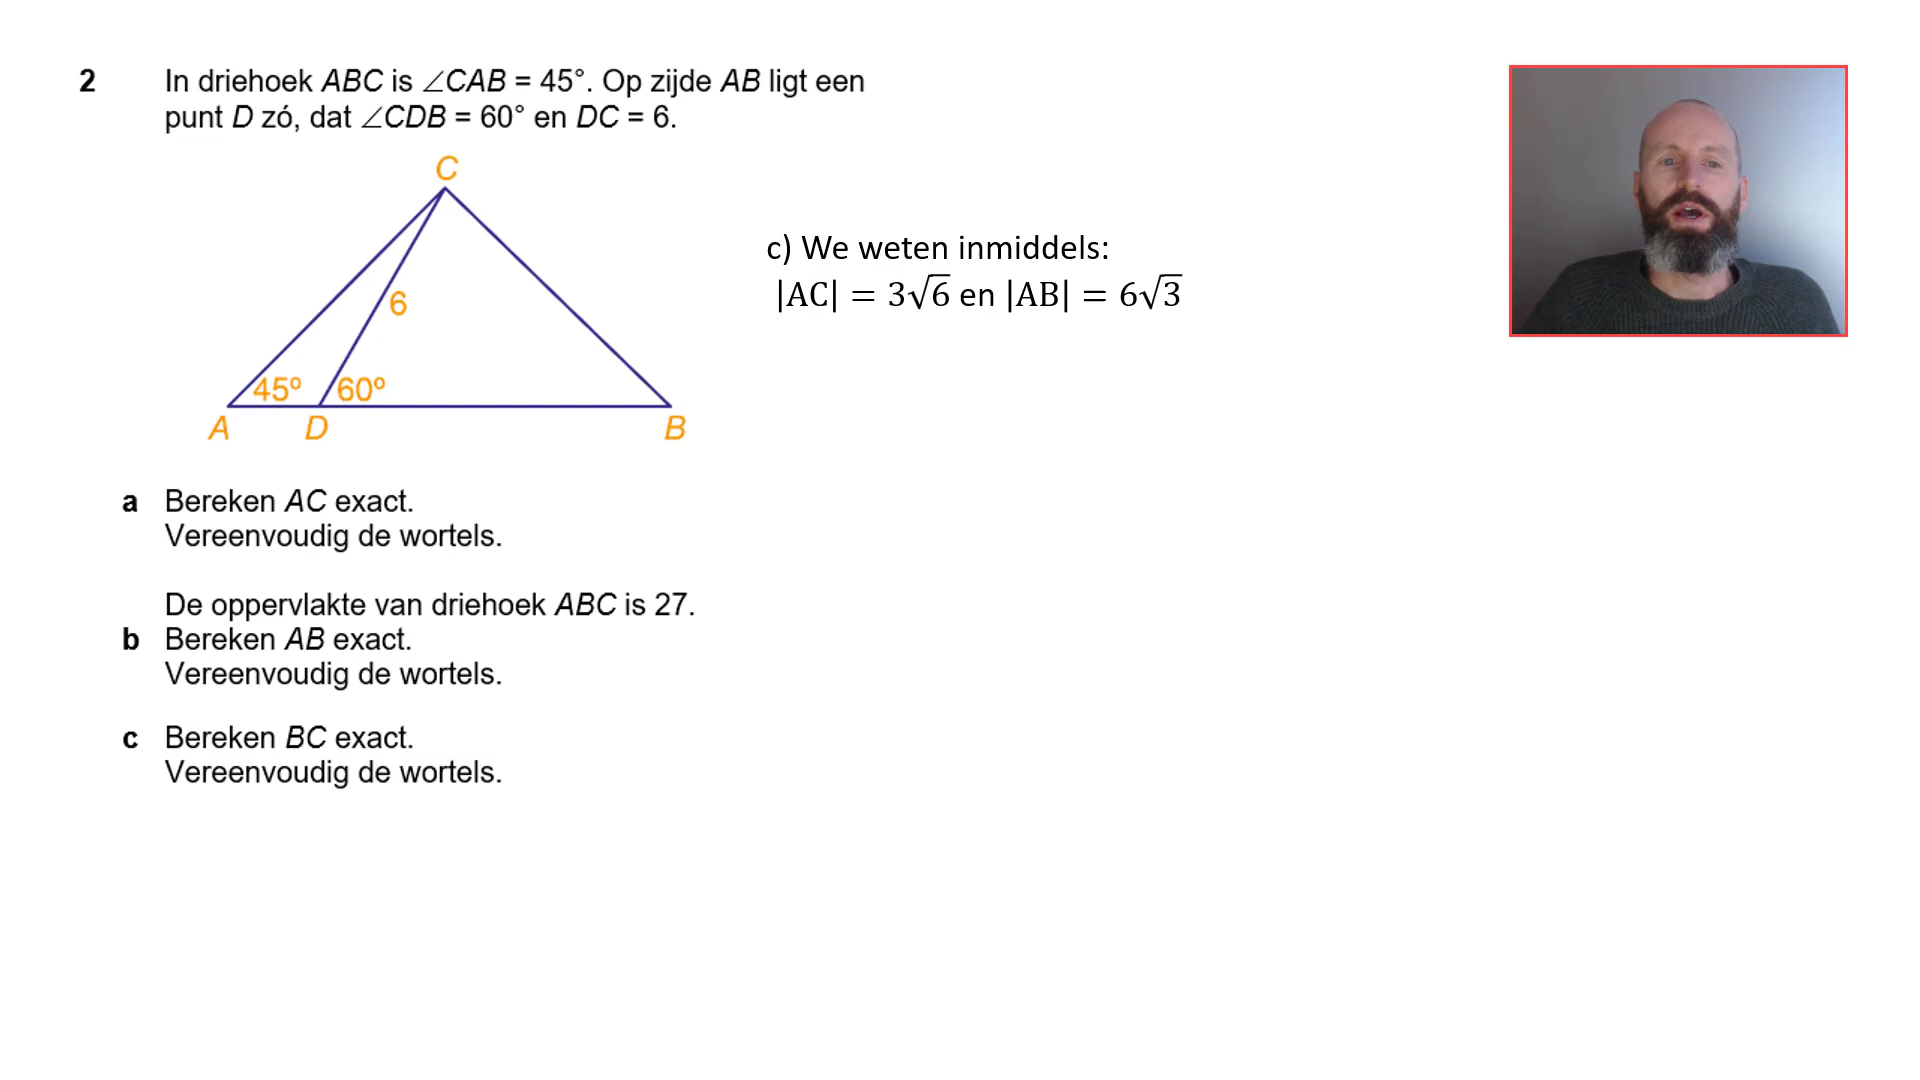 2 In driehoek ABC is ∠CAB = 45°. Op zijde AB ligt een
punt D zó, dat ∠CDB = 60° en DC = 6.
C
6
45º 60º
A D B
c) We weten inmiddels:
|AC| = 3√6 en |AB| = 6√3
a Bereken AC exact.
Vereenvoudig de wortels.
De oppervlakte van driehoek ABC is 27.
b Bereken AB exact.
Vereenvoudig de wortels.
c Bereken BC exact.
Vereenvoudig de wortels.